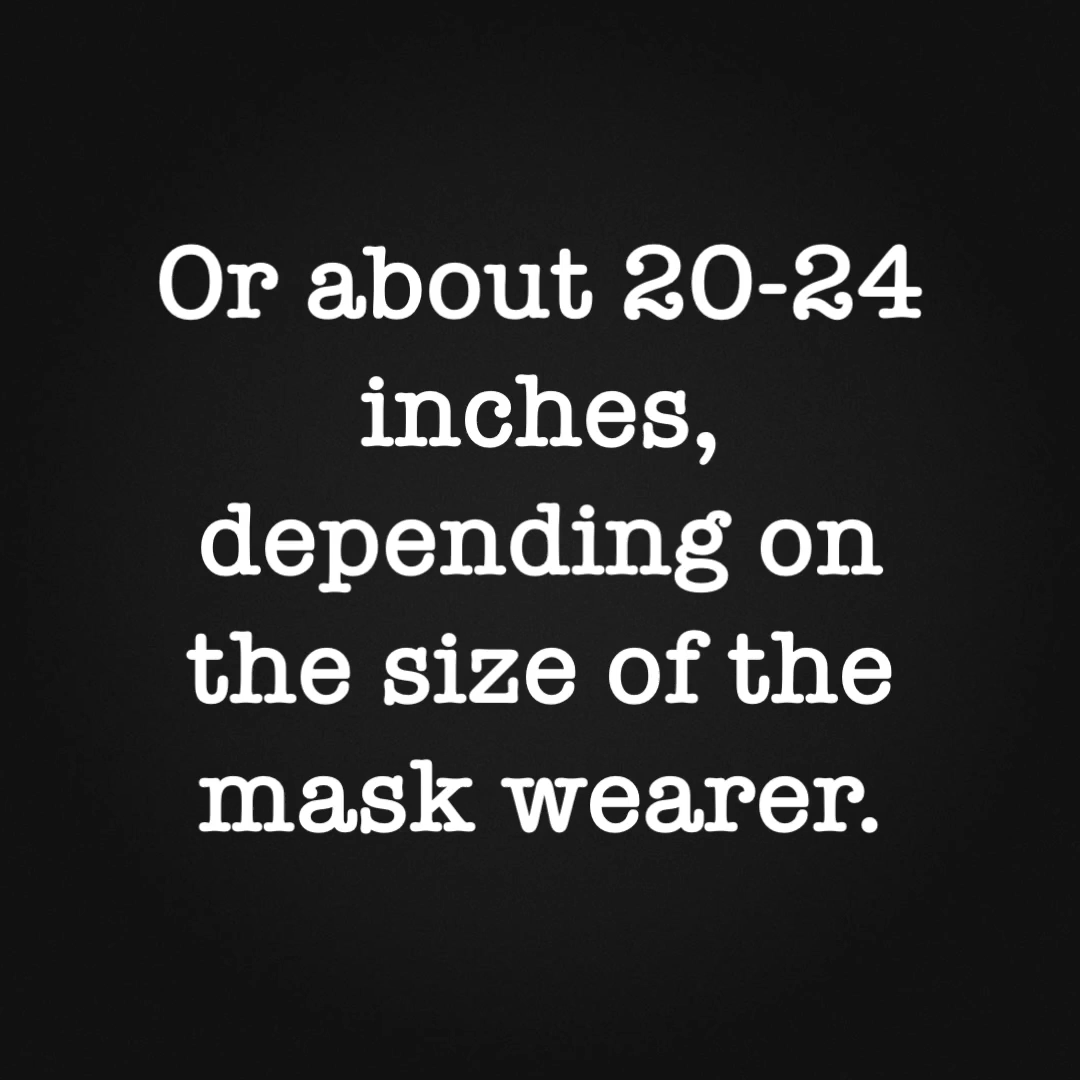 Or about 20-24
inches,
depending on
the size of the
mask wearer.